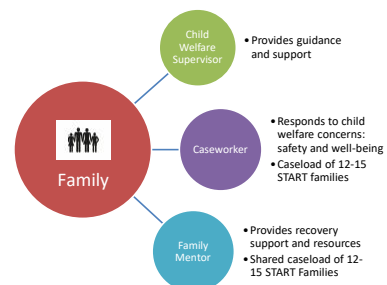 Child
Welfare
Supervisor
• Provides guidance
and support
Family
Caseworker
• Responds to child
welfare concerns:
safety and well-being
• Caseload of 12-15
START families
Family
Mentor
• Provides recovery
support and resources
• Shared caseload of 12-
15 START Families